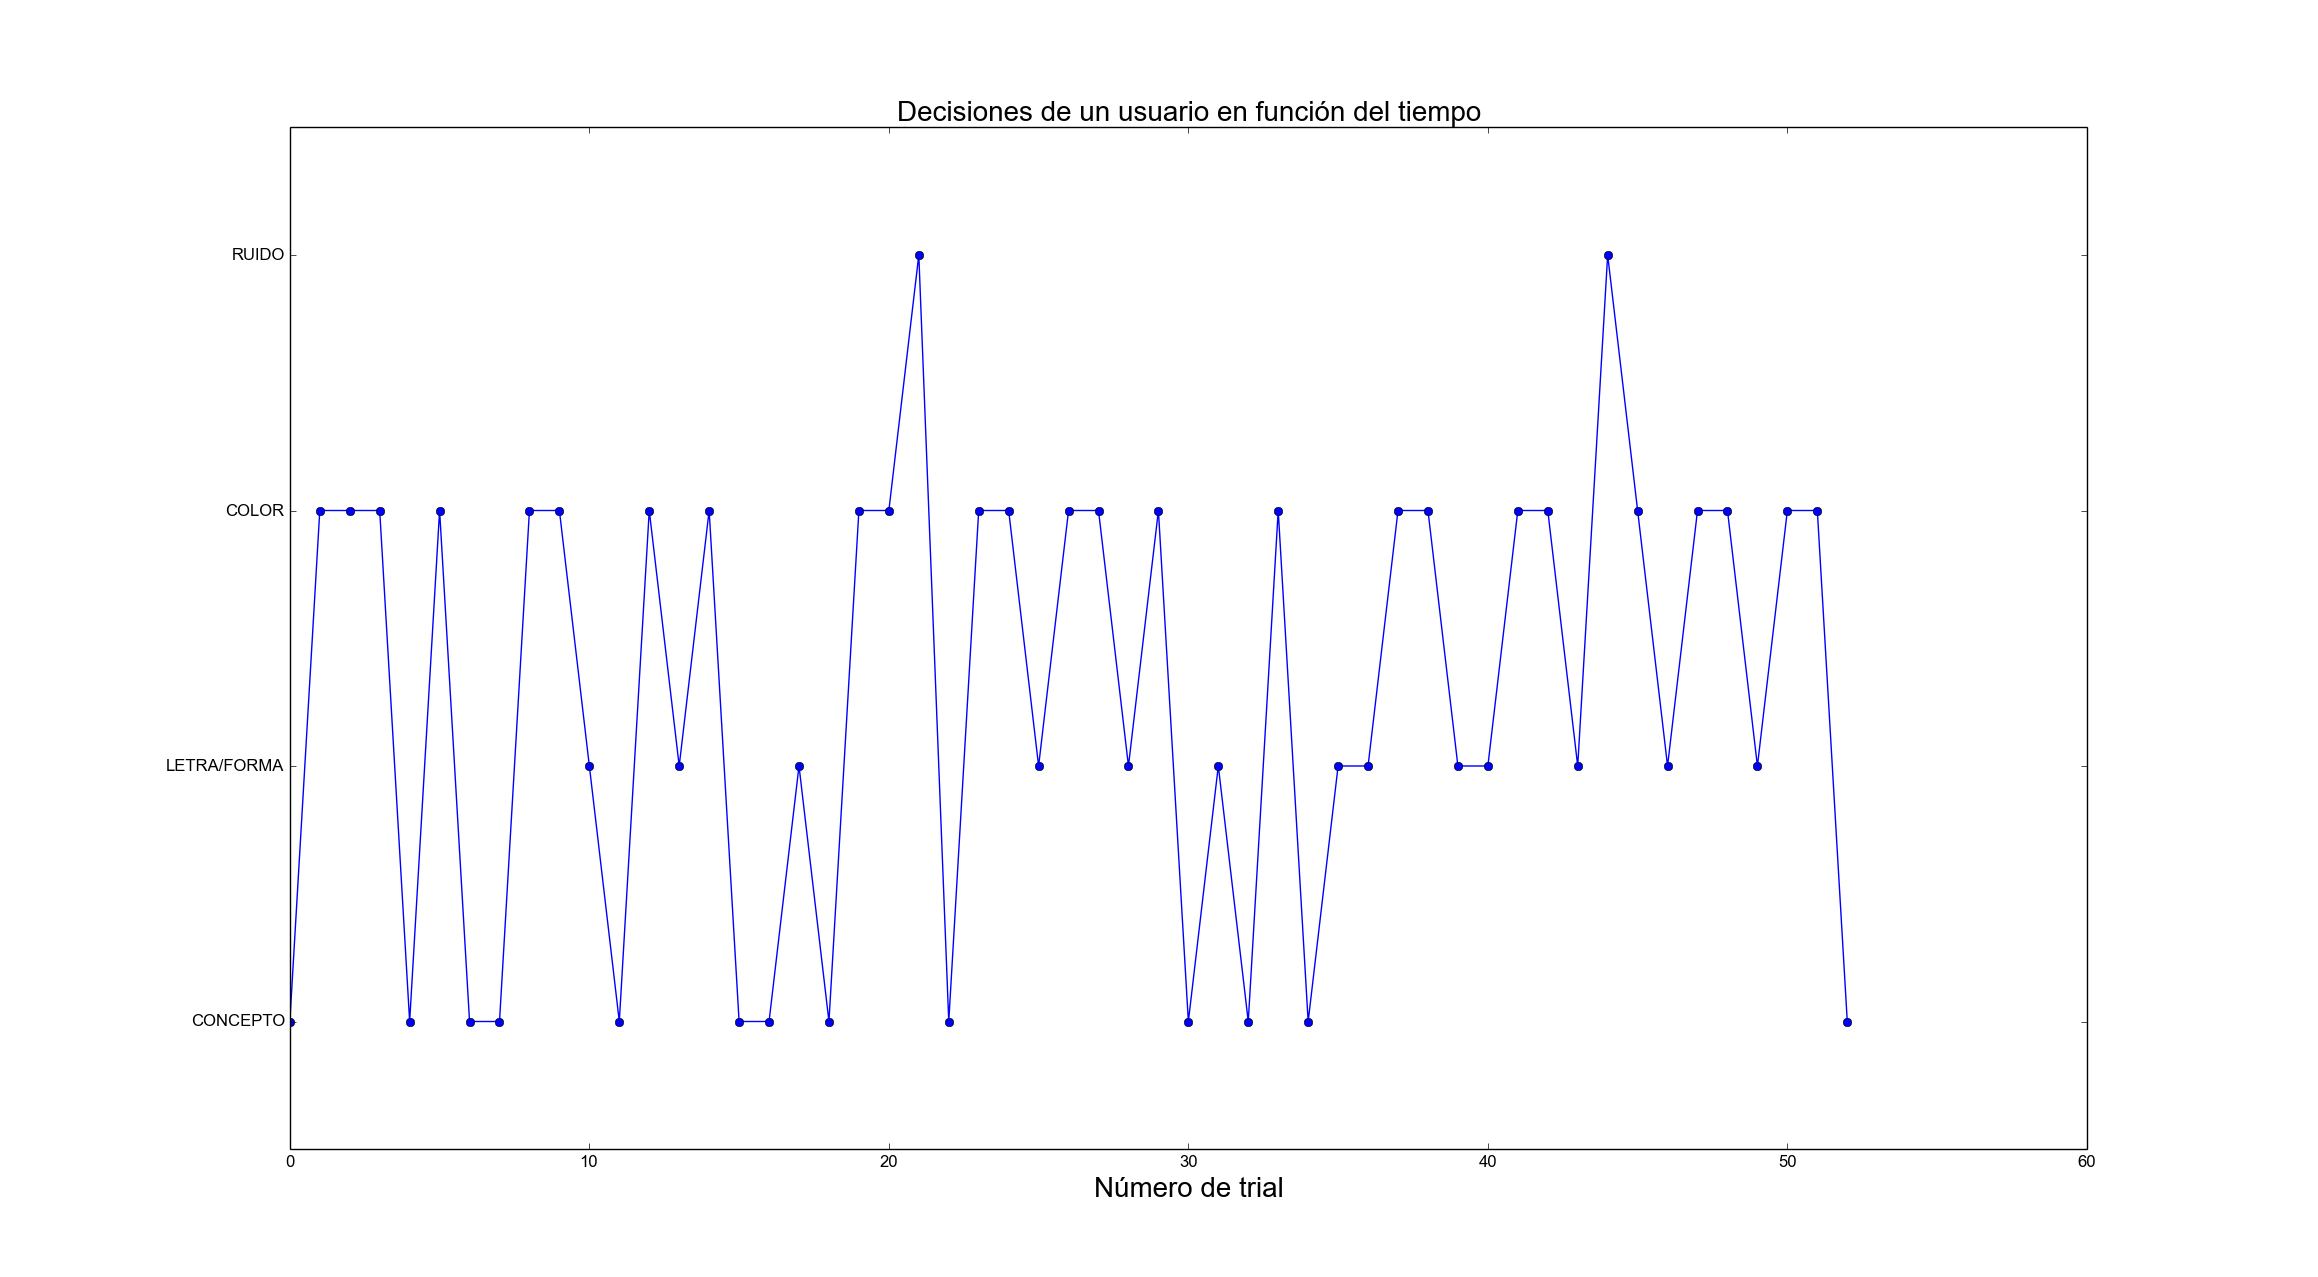 Decisiones de un usuario en función del tiempo
RUIDO
COLOR
LETRA/FORMA
CONCEPTO
0 10 20 30 40 50 60
Número de trial